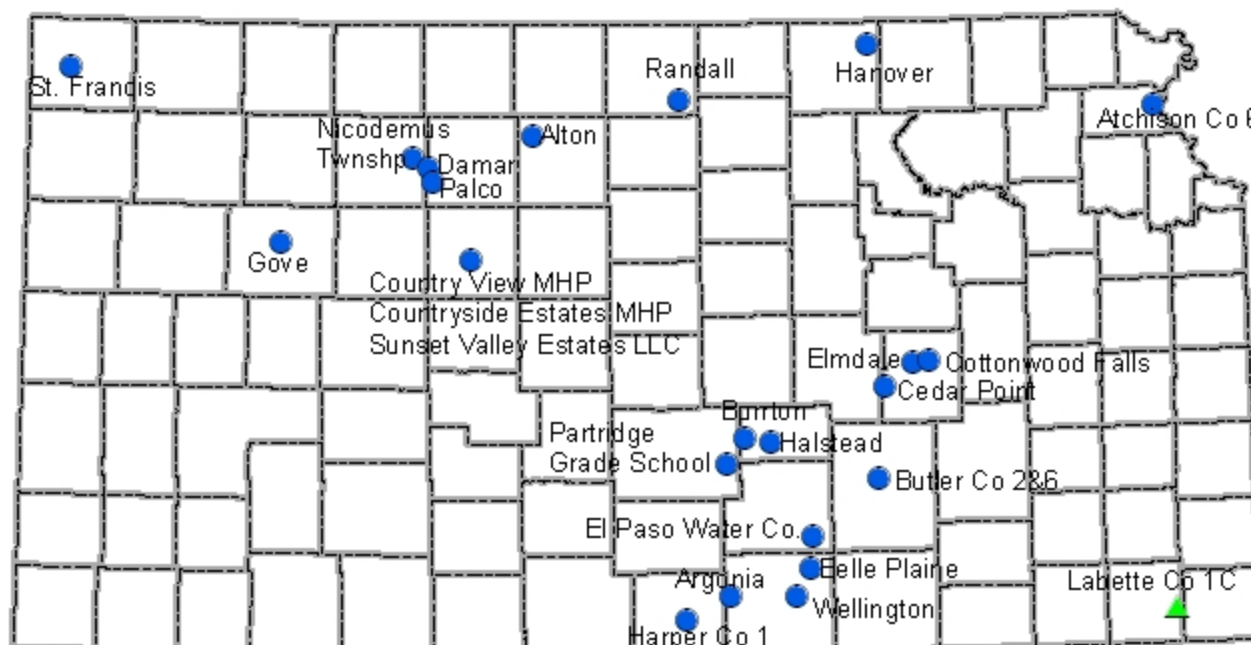 Randall
Hanover
St. Francis
Atchison Co 6
Nicodemus
Twnshp
Alton
Damar
Palco
Gove
Country View MHP
Countryside Estates MHP
Sunset Valley Estates LLC
Elmdale
Cottonwood Falls
Cedar Point
Burrton
Partridge
Grade School
Halstead
Butler Co 2&6
El Paso Water Co.
Belle Plaine
Argonia
Labette Co 1C
Wellington
Harper Co 1